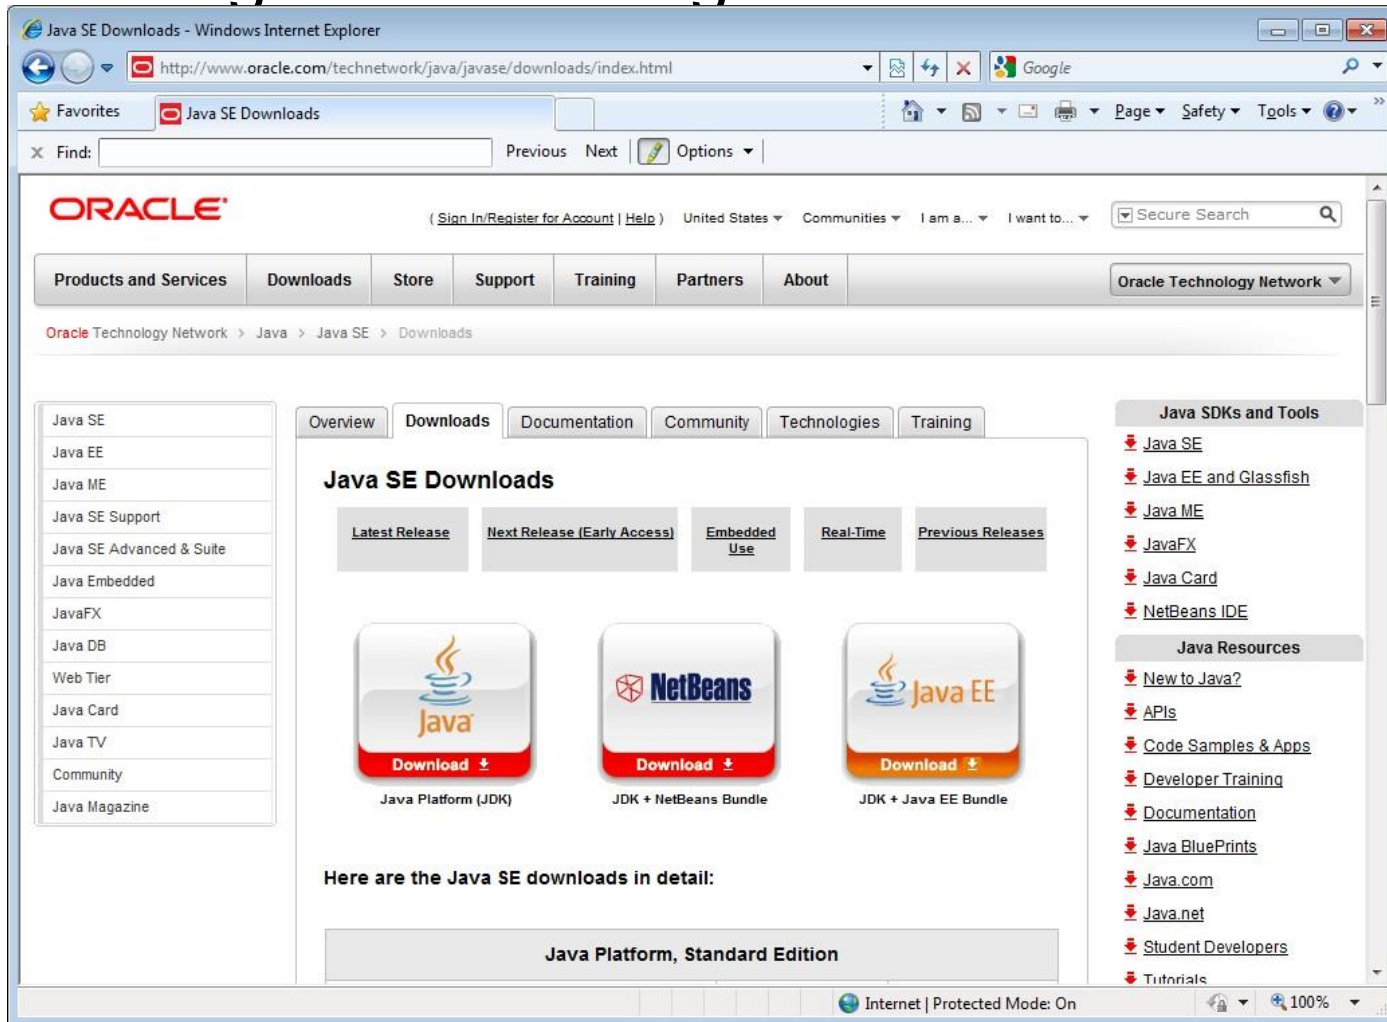 Java SE Downloads - Windows Internet Explorer
http://www.oracle.com/technetwork/java/javase/downloads/index.html
Google
Favorites
Java SE Downloads
Page
Safety
Tools
x Find:
Previous Next
Options
ORACLE
( Sign In/Register for Account | Help ) United States Communities I am a... I want to...
Secure Search
Products and Services Downloads Store Support Training Partners About
Oracle Technology Network
Oracle Technology Network > Java > Java SE > Downloads
Java SE
Java EE
Java ME
Java SE Support
Java SE Advanced & Suite
Java Embedded
JavaFX
Java DB
Web Tier
Java Card
Java TV
Community
Java Magazine
Overview Downloads Documentation Community Technologies Training
Java SE Downloads
Latest Release
Next Release (Early Access)
Embedded
Use
Real-Time
Previous Releases
Java
Download
Java Platform (JDK)
NetBeans
Download
JDK + NetBeans Bundle
Java EE
Download
JDK + Java EE Bundle
Here are the Java SE downloads in detail:
Java Platform, Standard Edition
Java SDKs and Tools
Java SE
Java EE and Glassfish
Java ME
JavaFX
Java Card
NetBeans IDE
Java Resources
New to Java?
APIs
Code Samples & Apps
Developer Training
Documentation
Java BluePrints
Java.com
Java.net
Student Developers
Tutorials
Internet | Protected Mode: On
100%